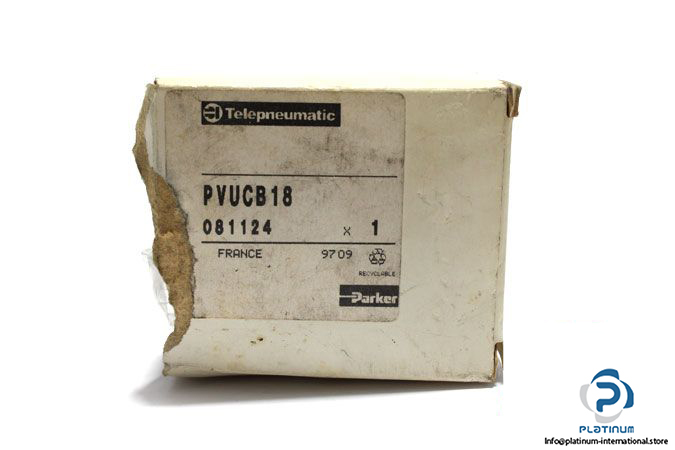 Telepneumatic
PVUCB18
081124 x 1
FRANCE 9709
RECYCLABLE
Parker
PLATINUM
Info@platinum-international.store